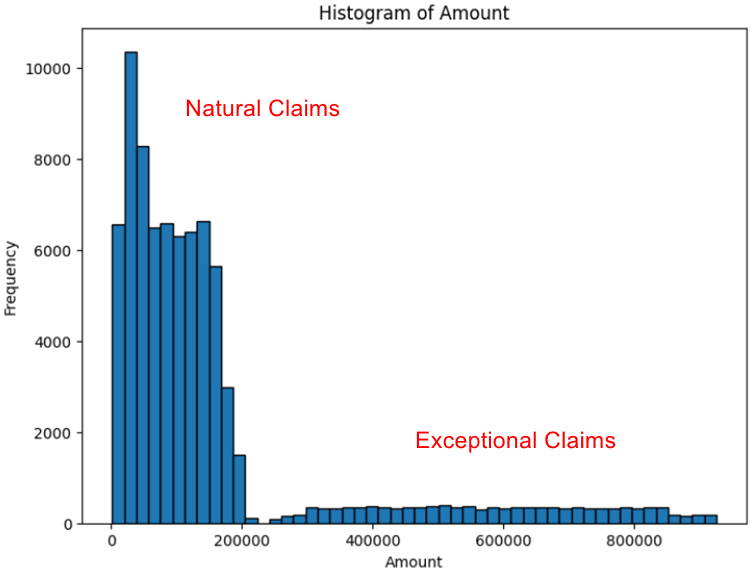 Histogram of Amount
10000
Natural Claims
8000
6000
Frequency
4000
2000
Exceptional Claims
0
0 200000 400000 600000 800000
Amount